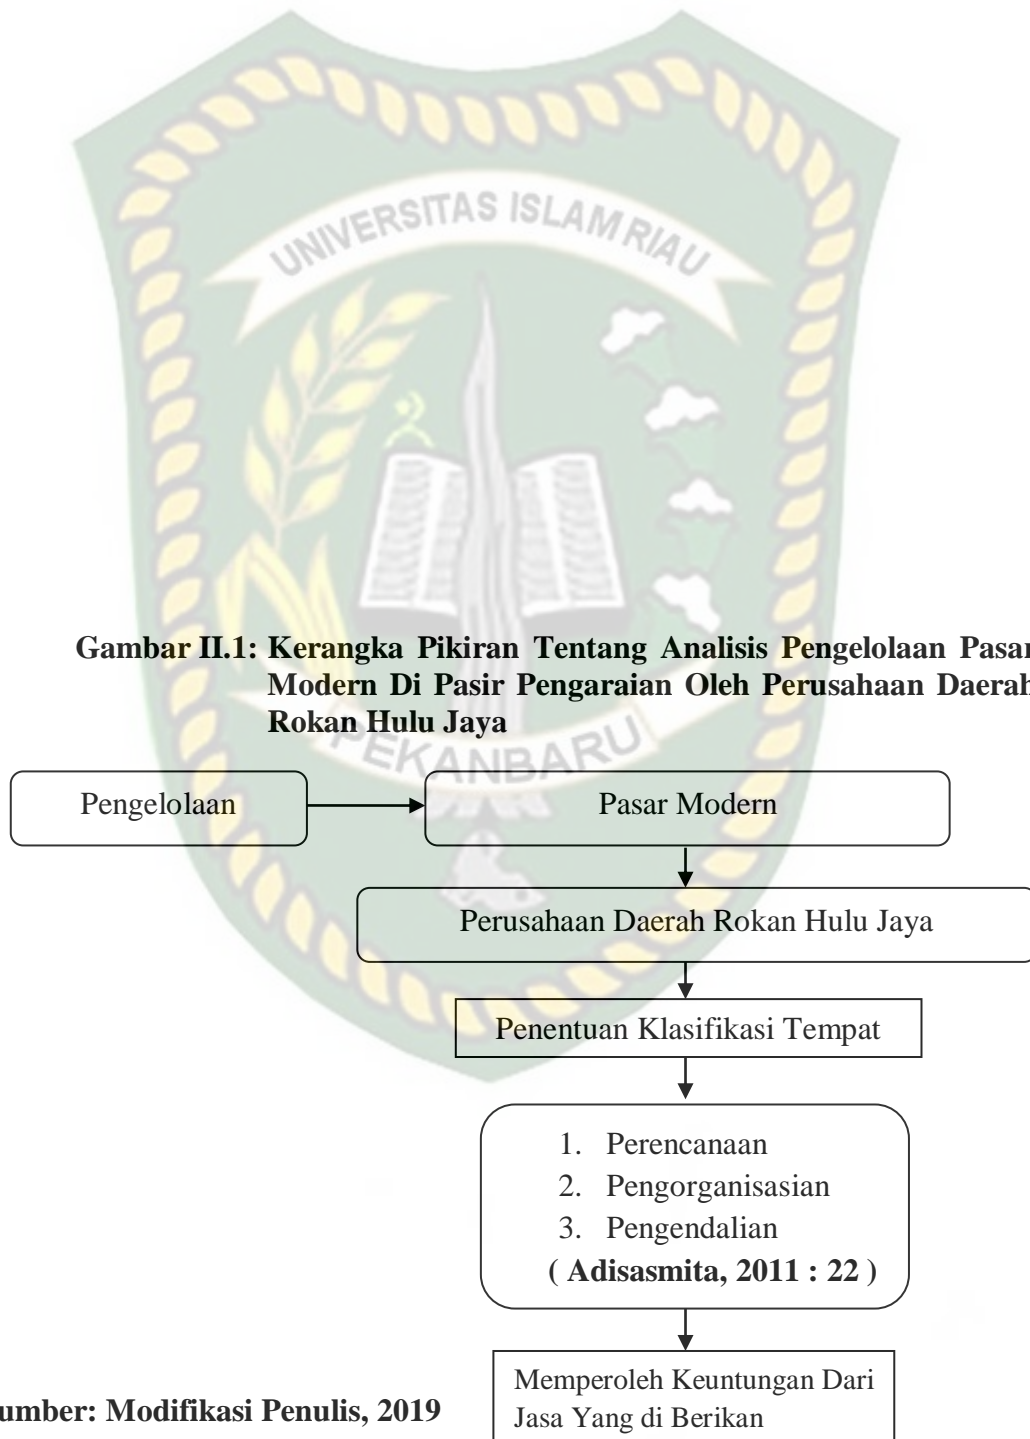 UNIVERSITAS ISLAM RIAU
Gambar II.1: Kerangka Pikiran Tentang Analisis Pengelolaan Pasar
Modern Di Pasir Pengaraian Oleh Perusahaan Daerah
Rokan Hulu Jaya
PEKANBARU
Pengelolaan
Pasar Modern
Perusahaan Daerah Rokan Hulu Jaya
Penentuan Klasifikasi Tempat
1. Perencanaan
2. Pengorganisasian
3. Pengendalian
( Adisasmita, 2011 : 22 )
Memperoleh Keuntungan Dari
Jasa Yang di Berikan
umber: Modifikasi Penulis, 2019